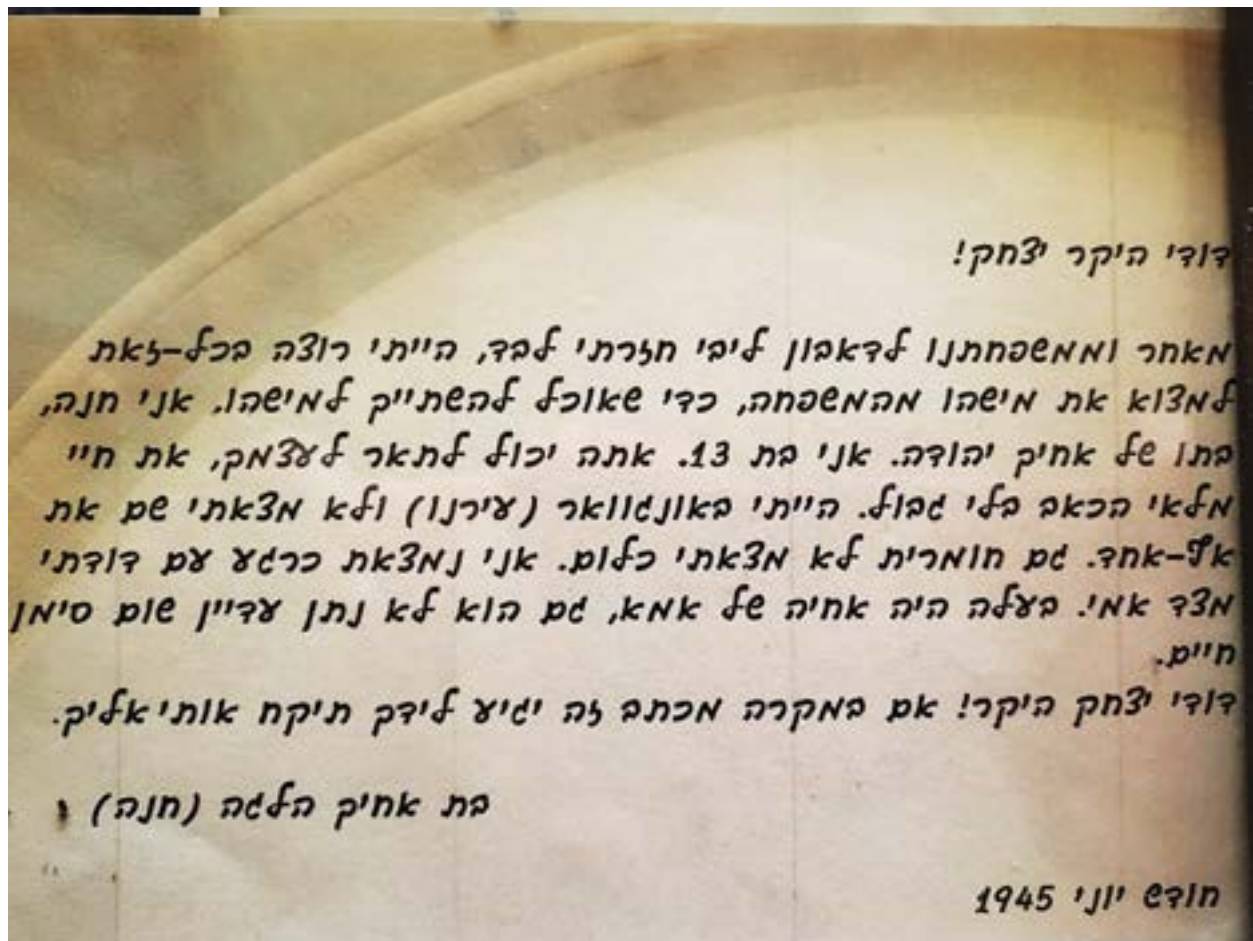 דודי היקר יצחק!
מאחר וממשפחתנו לדאבון ליבי חזרתי לבד, הייתי רוצה בכל-זאת
למצוא את מישהו מהמשפחה, כדי שאוכל להשתייך למישהו. אני חנה,
בתו של אחיך יהודה. אני בת 13. אתה יכול לתאר לעצמך, את חיי
מלאי הכאב בלי גבול. הייתי באונגוואר (עירנו) ולא מצאתי שם את
אף-אחד. גם חומרית לא מצאתי כלום. אני נמצאת כרגע עם דודתי
מצד אמי. בעלה היה אחיה של אמא, גם הוא לא נתן עדיין שום סימן
חיים.
דודי יצחק היקר! אם במקרה מכתב זה יגיע לידך תיקח אותי אליך.
בת אחיך הלגה (חנה)
חודש יוני 1945